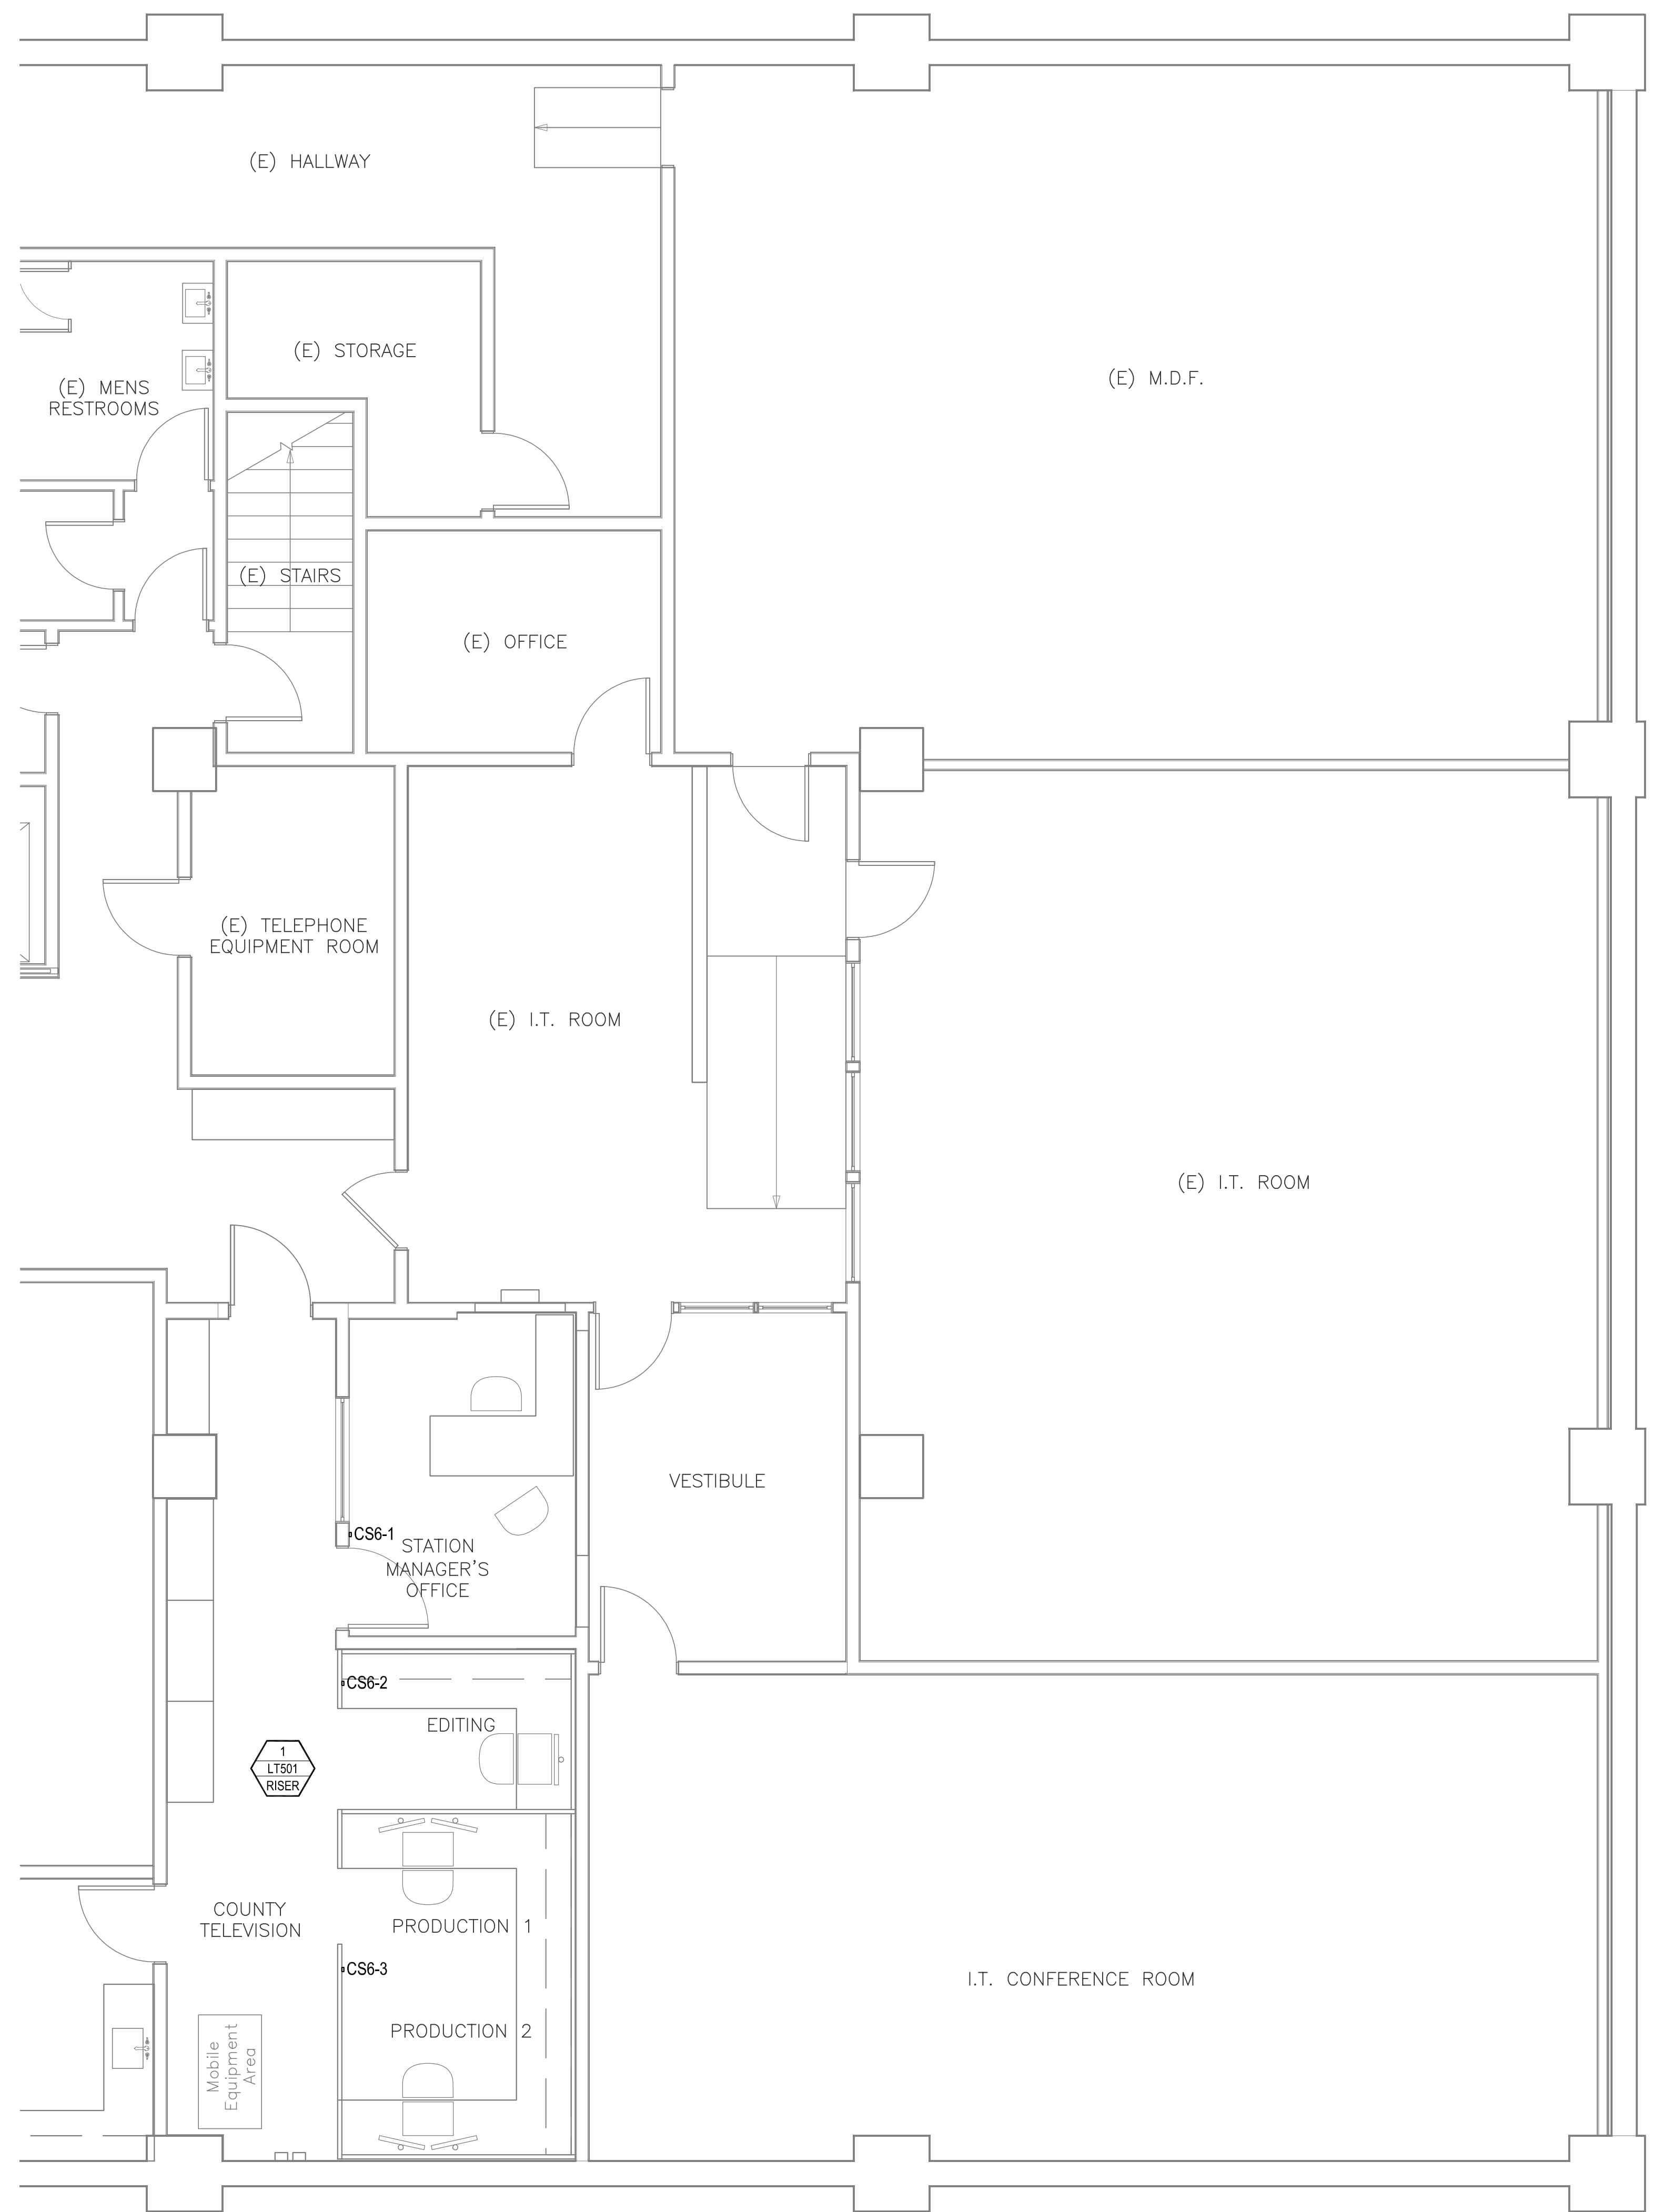 (E) HALLWAY
(E) STORAGE
(E) MENS
RESTROOMS
(E) M.D.F.
(E) STAIRS
(E) OFFICE
(E) TELEPHONE
EQUIPMENT ROOM
(E) I.T. ROOM
(E) I.T. ROOM
VESTIBULE
CS6-1
STATION
MANAGER'S
OFFICE
CS6-2
EDITING
1
LT501
RISER
COUNTY
TELEVISION
PRODUCTION 1
CS6-3
I.T. CONFERENCE ROOM
PRODUCTION 2
Mobile
Equipment
Area